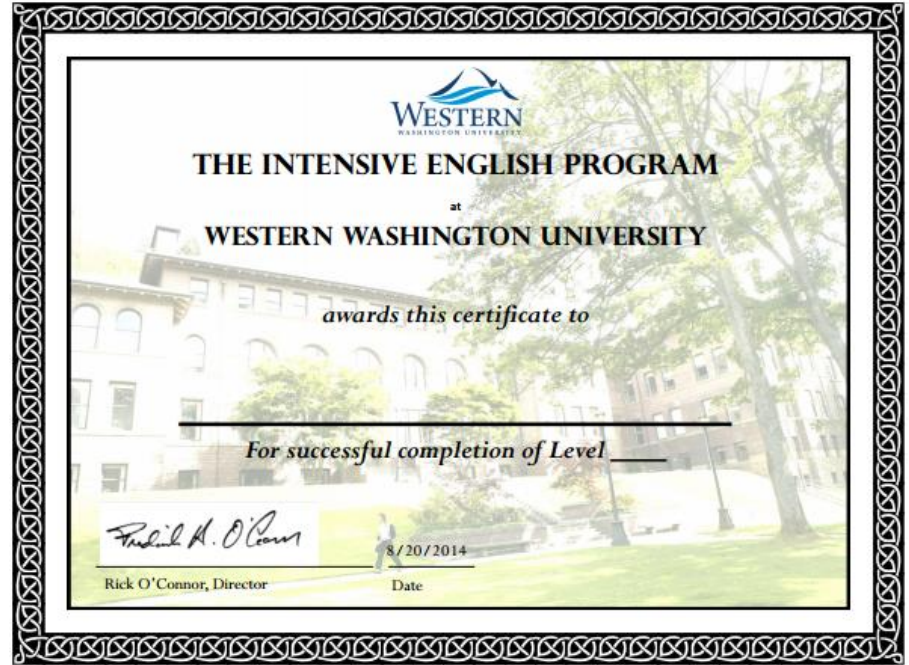 WESTERN
WASHINGTON UNIVERSITY
THE INTENSIVE ENGLISH PROGRAM
at
WESTERN WASHINGTON UNIVERSITY
awards this certificate to
For successful completion of Level ____
8/20/2014
Rick O'Connor, Director
Date